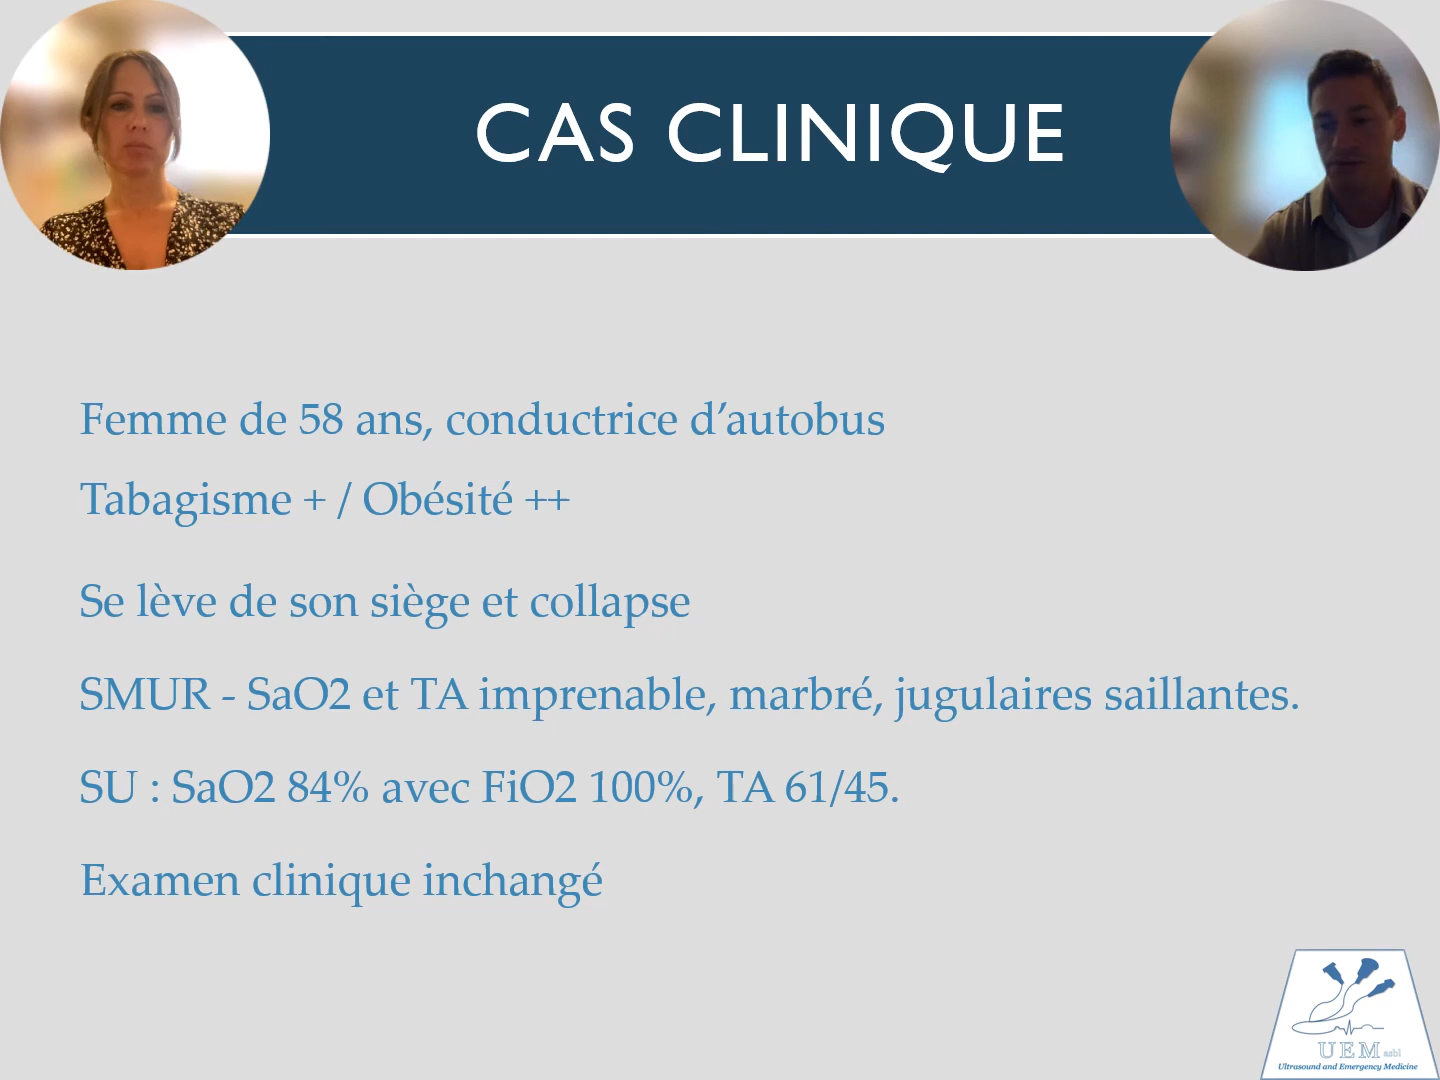 CAS CLINIQUE
Femme de 58 ans, conductrice d’autobus
Tabagisme + / Obésité ++
Se lève de son siège et collapse
SMUR - SaO2 et TA imprenable, marbré, jugulaires saillantes.
SU : SaO2 84% avec FiO2 100%, TA 61/45.
Examen clinique inchangé
UEM asbl
Ultrasound and Emergency Medicine